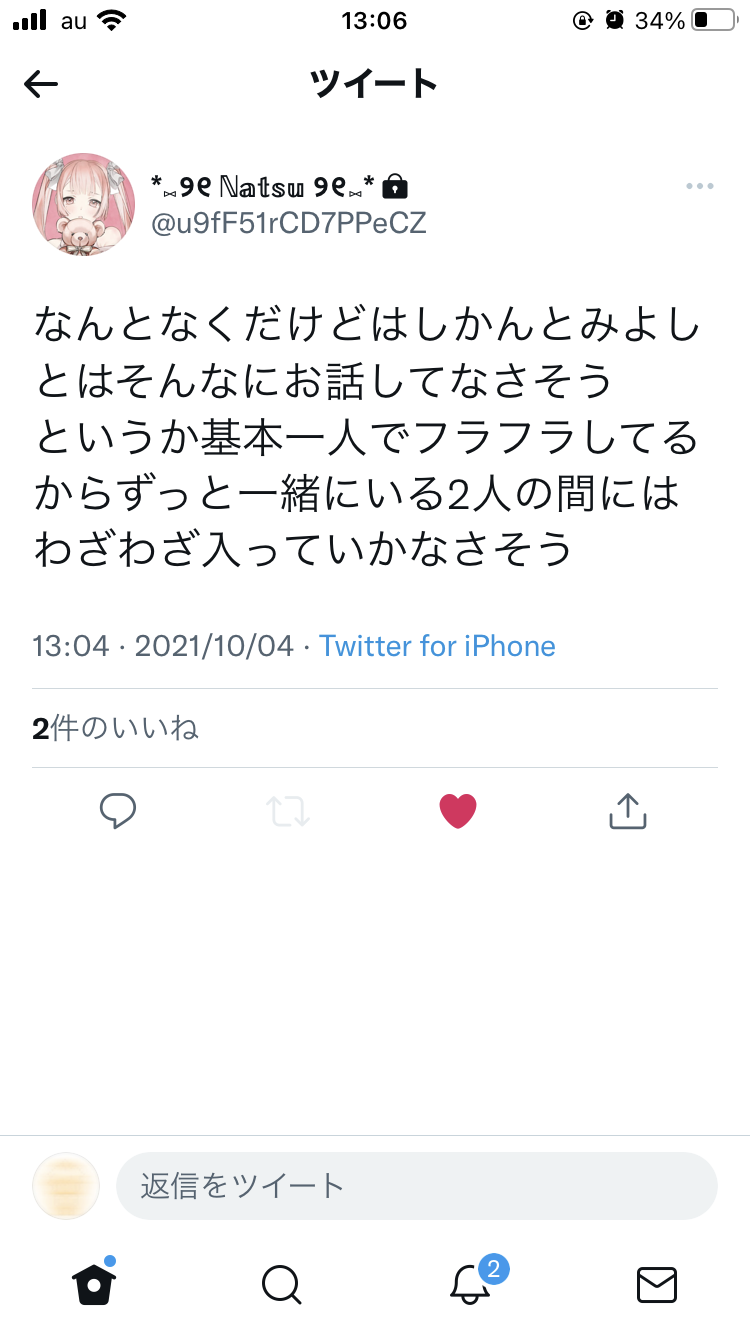 au 13:06 34%
ツイート
*⑅୨୧ ℕ𝕒𝕥𝕤𝕦 ୨୧⑅*🔒
@u9fF51rCD7PPeCZ
なんとなくだけどはしかんとみよし
とはそんなにお話してなさそう
というか基本一人でフラフラしてる
からずっと一緒にいる2人の間には
わざわざ入っていかなさそう
13:04 · 2021/10/04 · Twitter for iPhone
2件のいいね
返信をツイート
2